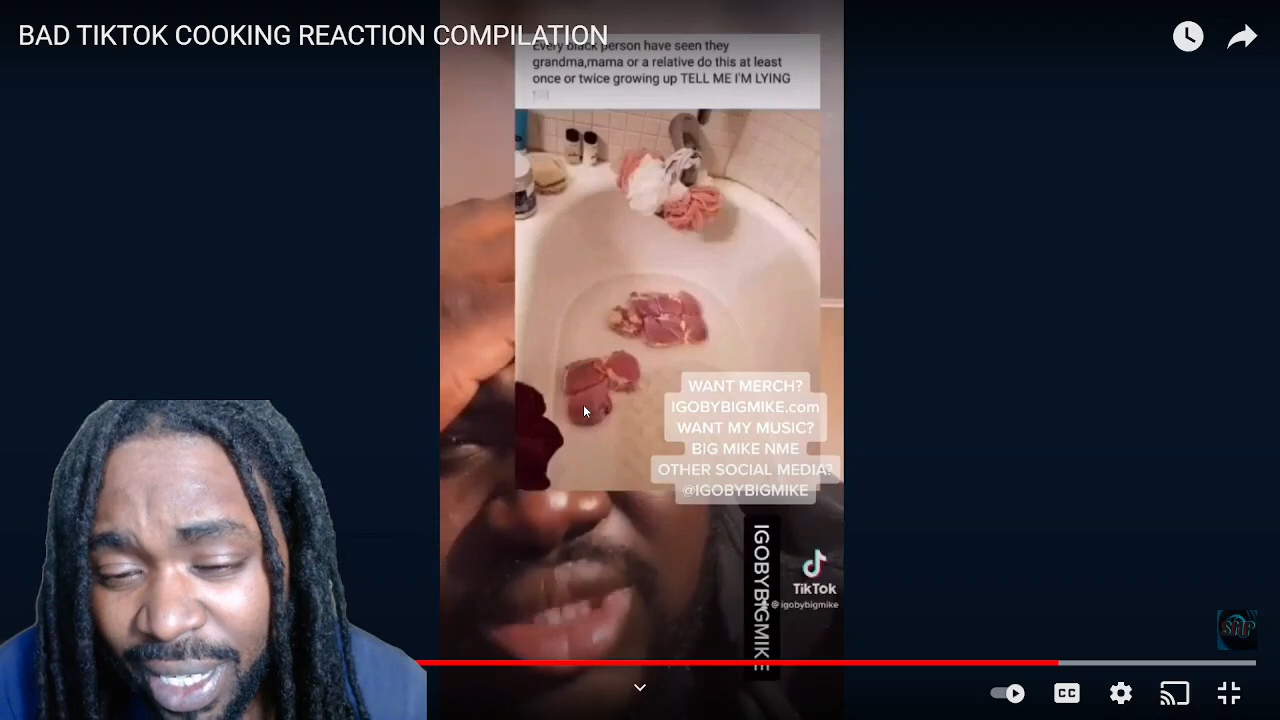 BAD TIKTOK COOKING REACTION COMPILATION
Every black person have seen they
grandma,mama or a relative do this at least
once or twice growing up TELL ME I'M LYING
WANT MERCH?
IGOBYBIGMIKE.com
WANT MY MUSIC?
BIG MIKE NME
OTHER SOCIAL MEDIA?
@IGOBYBIGMIKE
IGOBYBIGMIKE
TikTok
@igobybigmike
CC